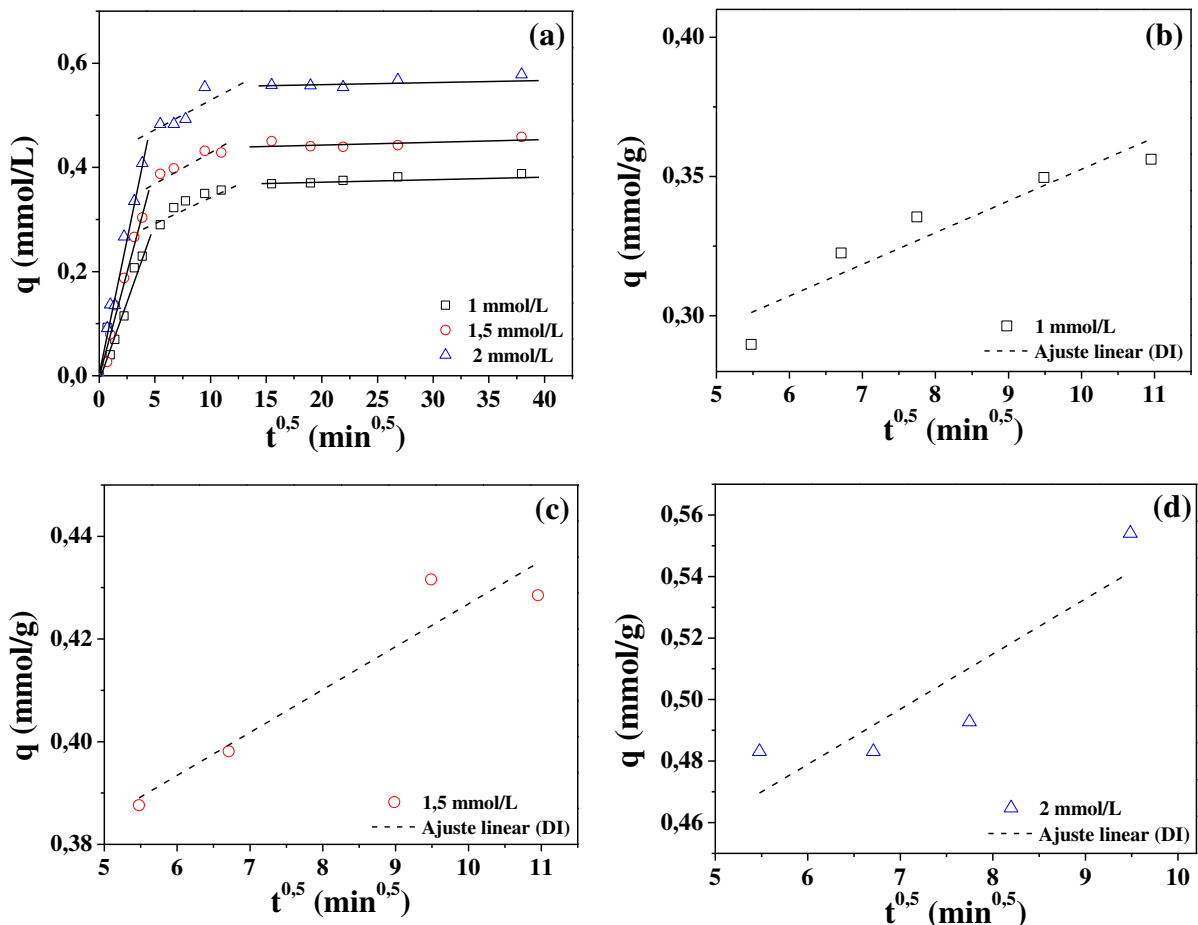 (a)
q (mmol/L)
0,6
0,4
0,2
0,0
1 mmol/L
1,5 mmol/L
2 mmol/L
0 5 10 15 20 25 30 35 40
t^0,5 (min^0,5)
(b)
q (mmol/g)
0,40
0,35
0,30
1 mmol/L
Ajuste linear (DI)
5 6 7 8 9 10 11
t^0,5 (min^0,5)
(c)
q (mmol/g)
0,44
0,42
0,40
0,38
1,5 mmol/L
Ajuste linear (DI)
5 6 7 8 9 10 11
t^0,5 (min^0,5)
(d)
q (mmol/g)
0,56
0,54
0,52
0,50
0,48
0,46
2 mmol/L
Ajuste linear (DI)
5 6 7 8 9 10
t^0,5 (min^0,5)